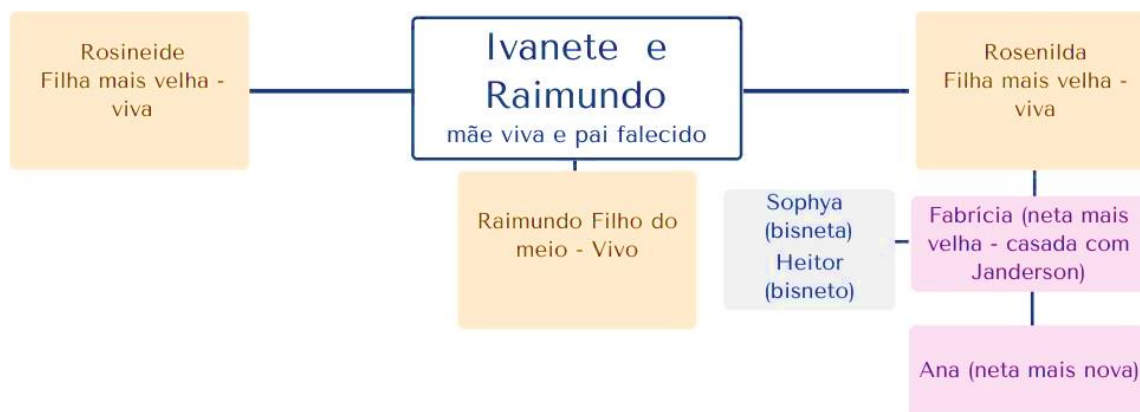 Rosineide
Filha mais velha -
viva
Ivanete e
Raimundo
mãe viva e pai falecido
Rosenilda
Filha mais velha -
viva
Raimundo Filho do
meio - Vivo
Sophya
(bisneta)
Heitor
(bisneto)
Fabrícia (neta mais
velha - casada com
Janderson)
Ana (neta mais nova)